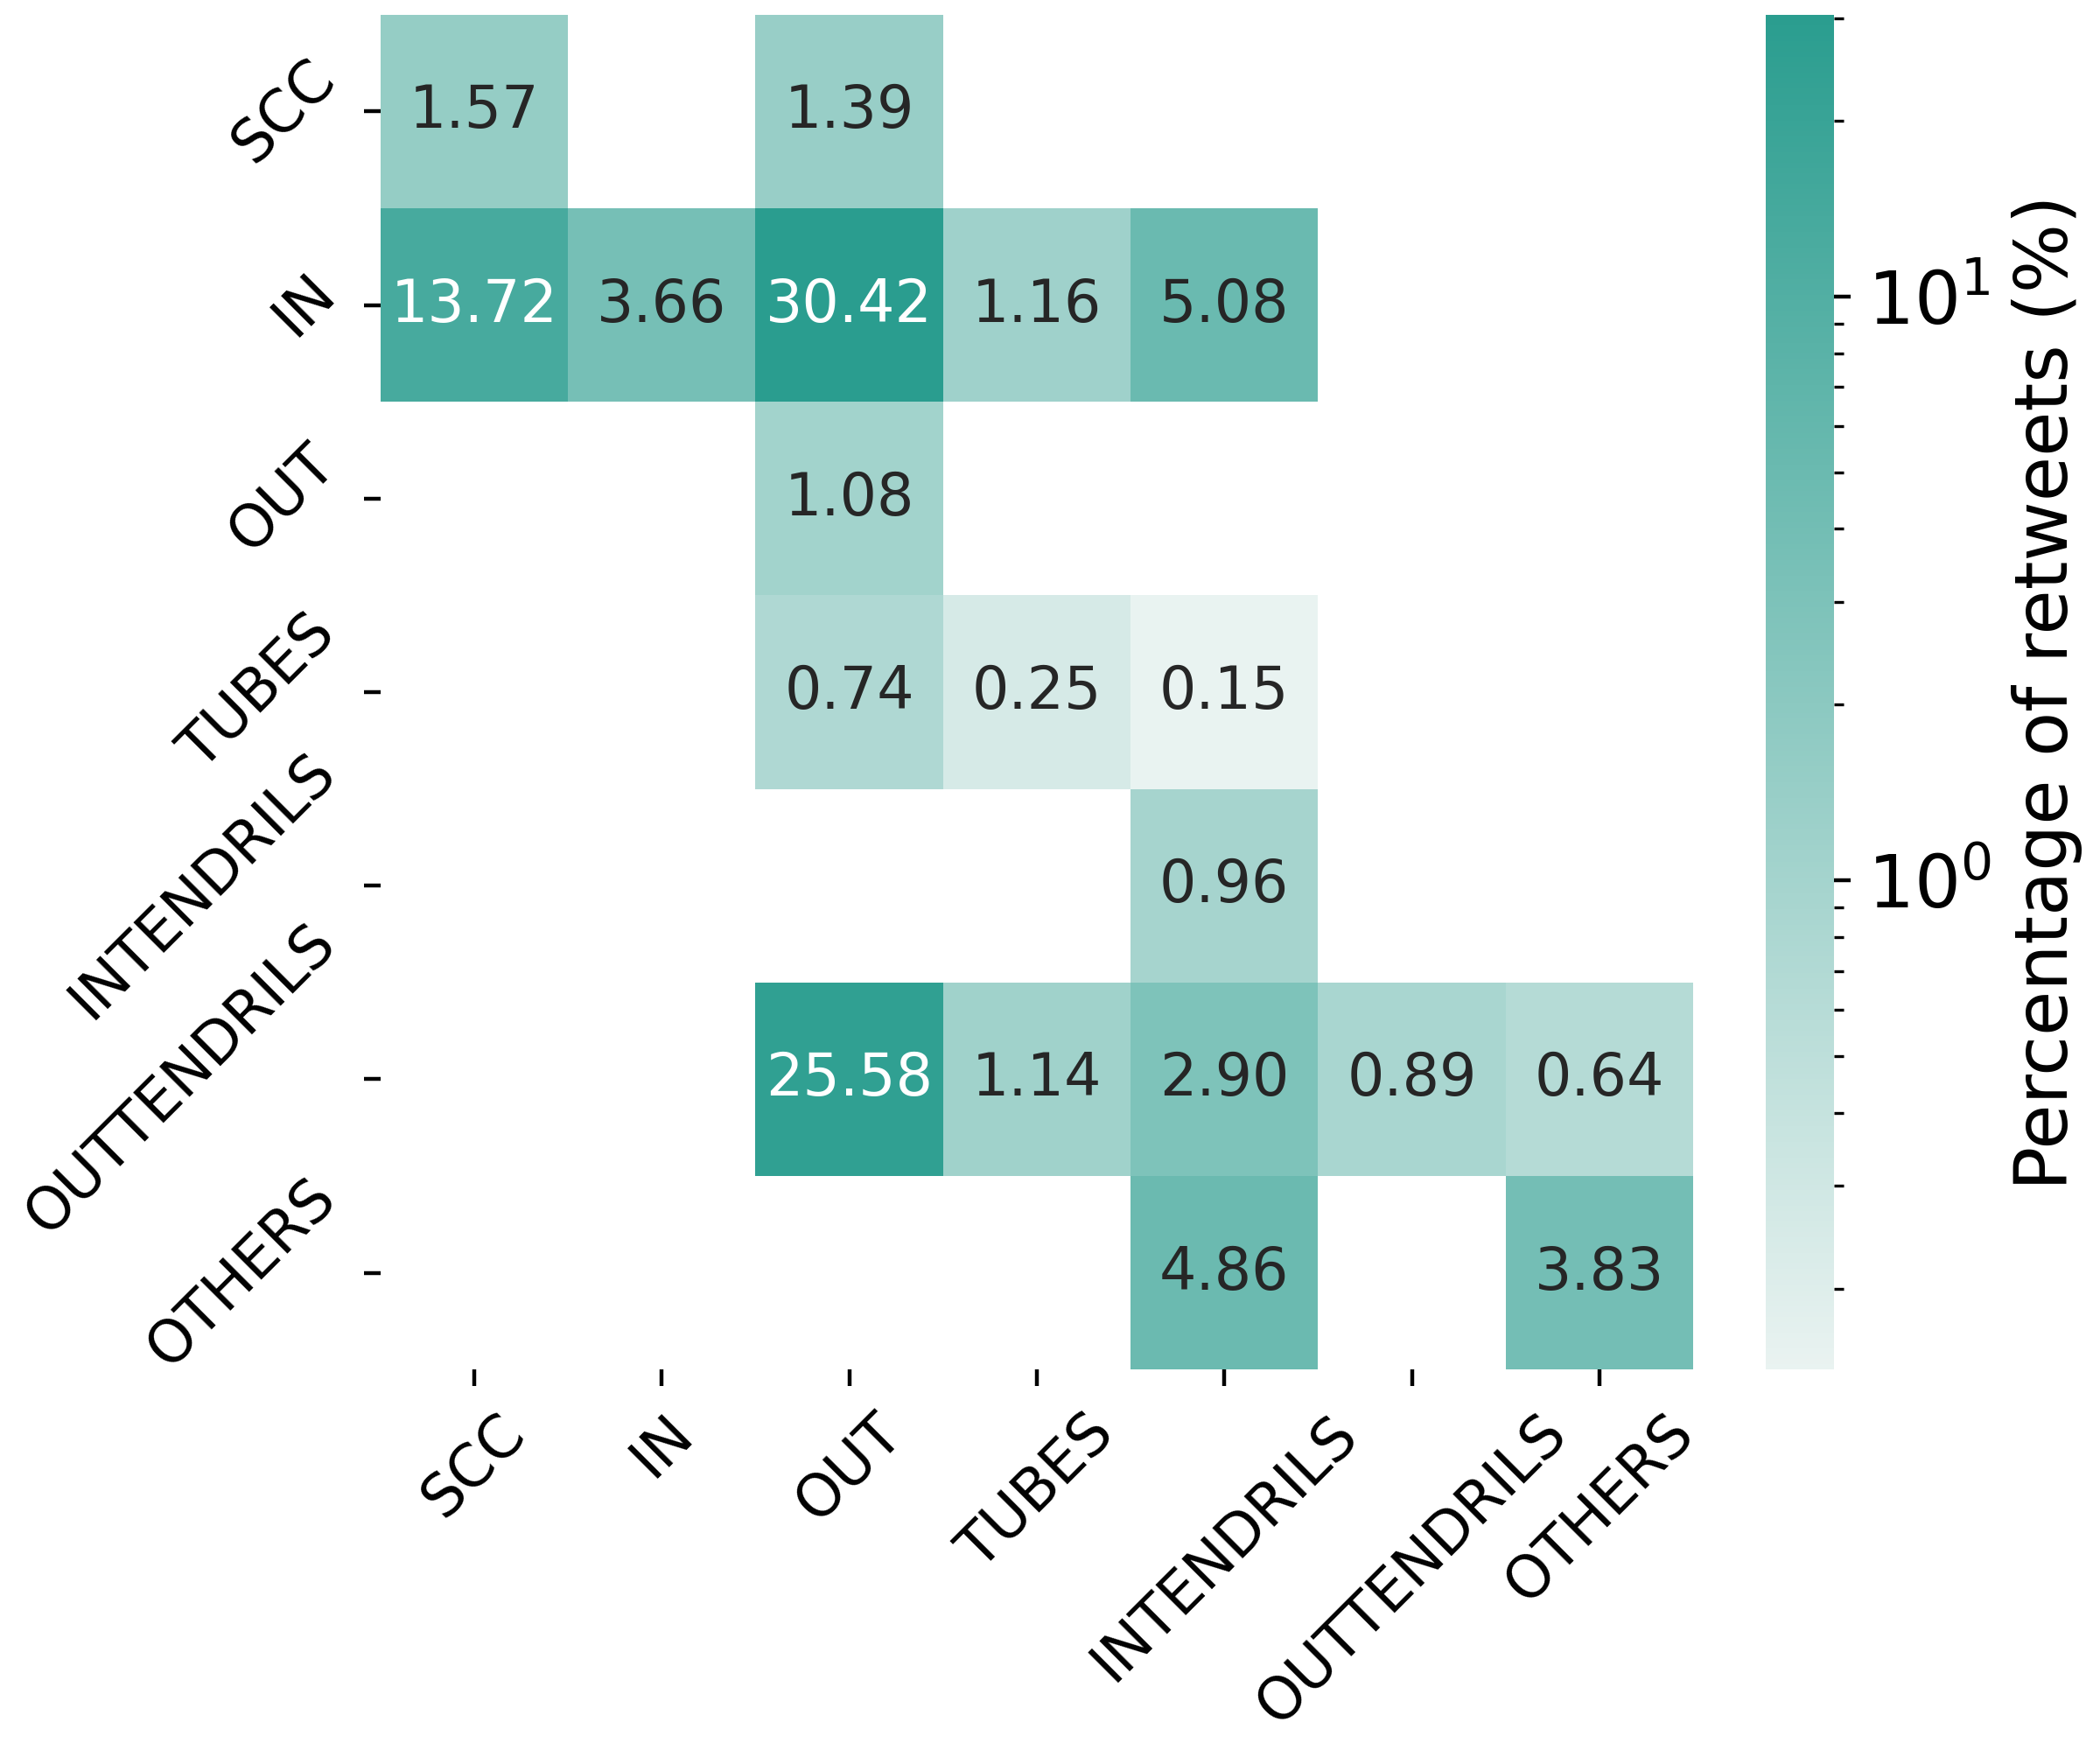 SCC 1.57 1.39
IN 13.72 3.66 30.42 1.16 5.08
OUT 1.08
TUBES 0.74 0.25 0.15
INTENDRILS 0.96
OUTTENDRILS 25.58 1.14 2.90 0.89 0.64
OTHERS 4.86 3.83
SCC IN OUT TUBES INTENDRILS OUTTENDRILS OTHERS
10¹
10⁰
Percentage of retweets (%)